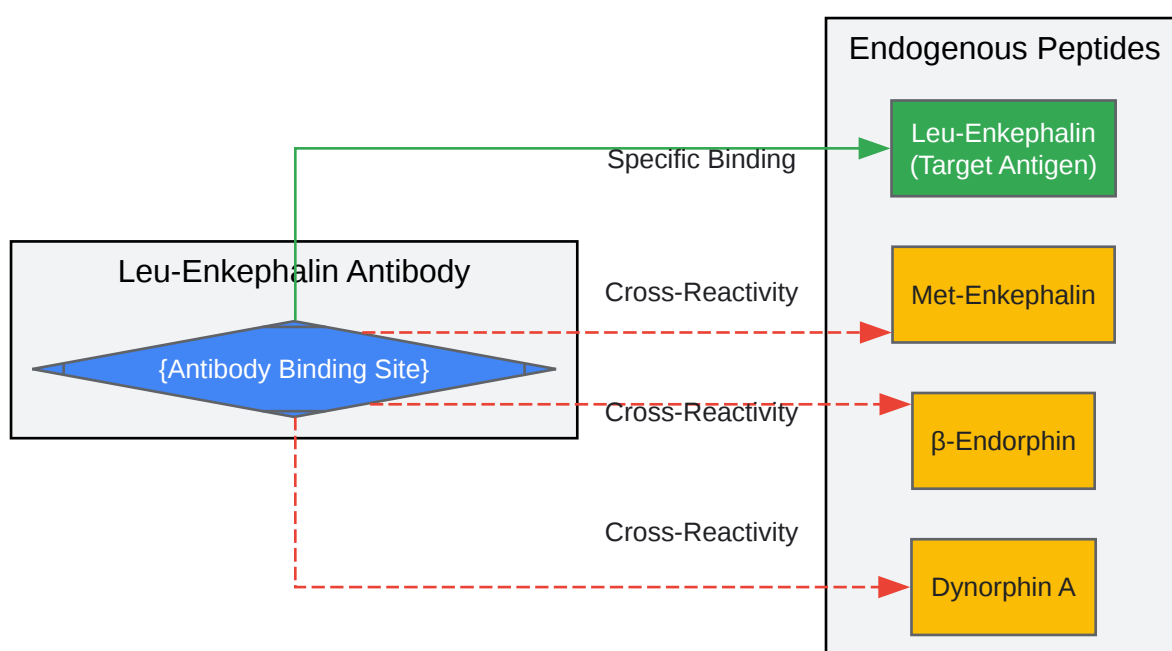 Endogenous Peptides
Leu-Enkephalin
(Target Antigen)
Specific Binding
Leu-Enkephalin Antibody
Cross-Reactivity
Met-Enkephalin
{Antibody Binding Site}
Cross-Reactivity
β-Endorphin
Cross-Reactivity
Dynorphin A